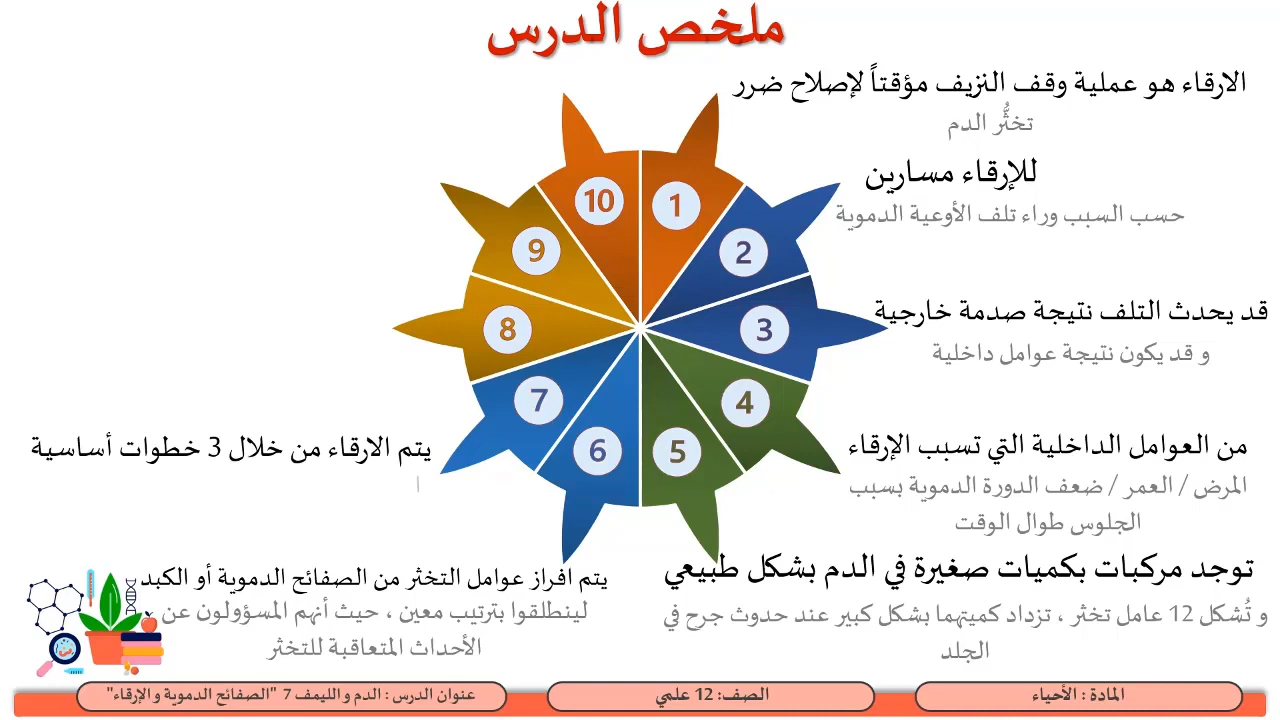 ملخص الدرس
الارقاء هو عملية وقف النزيف مؤقتاً لإصلاح ضرر
تخثُّر الدم
للإرقاء مسارين
حسب السبب وراء تلف الأوعية الدموية
قد يحدث التلف نتيجة صدمة خارجية
و قد يكون نتيجة عوامل داخلية
من العوامل الداخلية التي تسبب الإرقاء
المرض / العمر / ضعف الدورة الدموية بسبب
الجلوس طوال الوقت
توجد مركبات بكميات صغيرة في الدم بشكل طبيعي
و تُشكل 12 عامل تخثر ، تزداد كميتهما بشكل كبير عند حدوث جرح في
الجلد
يتم افراز عوامل التخثر من الصفائح الدموية أو الكبد
لينطلقوا بترتيب معين ، حيث أنهم المسؤولون عن
الأحداث المتعاقبة للتخثر
يتم الارقاء من خلال 3 خطوات أساسية
1
2
3
4
5
6
7
8
9
10
المادة : الأحياء
الصف: 12 علمي
عنوان الدرس : الدم و الليمف 7 "الصفائح الدموية و الإرقاء"